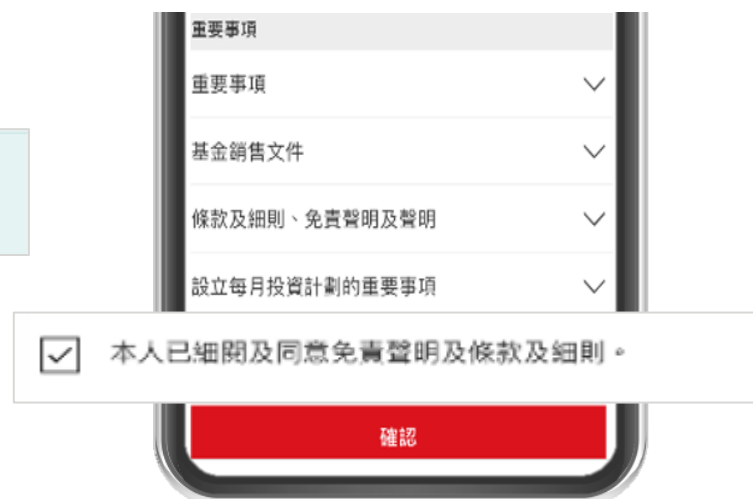 重要事項
重要事項
基金銷售文件
條款及細則、免責聲明及聲明
設立每月投資計劃的重要事項
本人已細閱及同意免責聲明及條款及細則。
確認